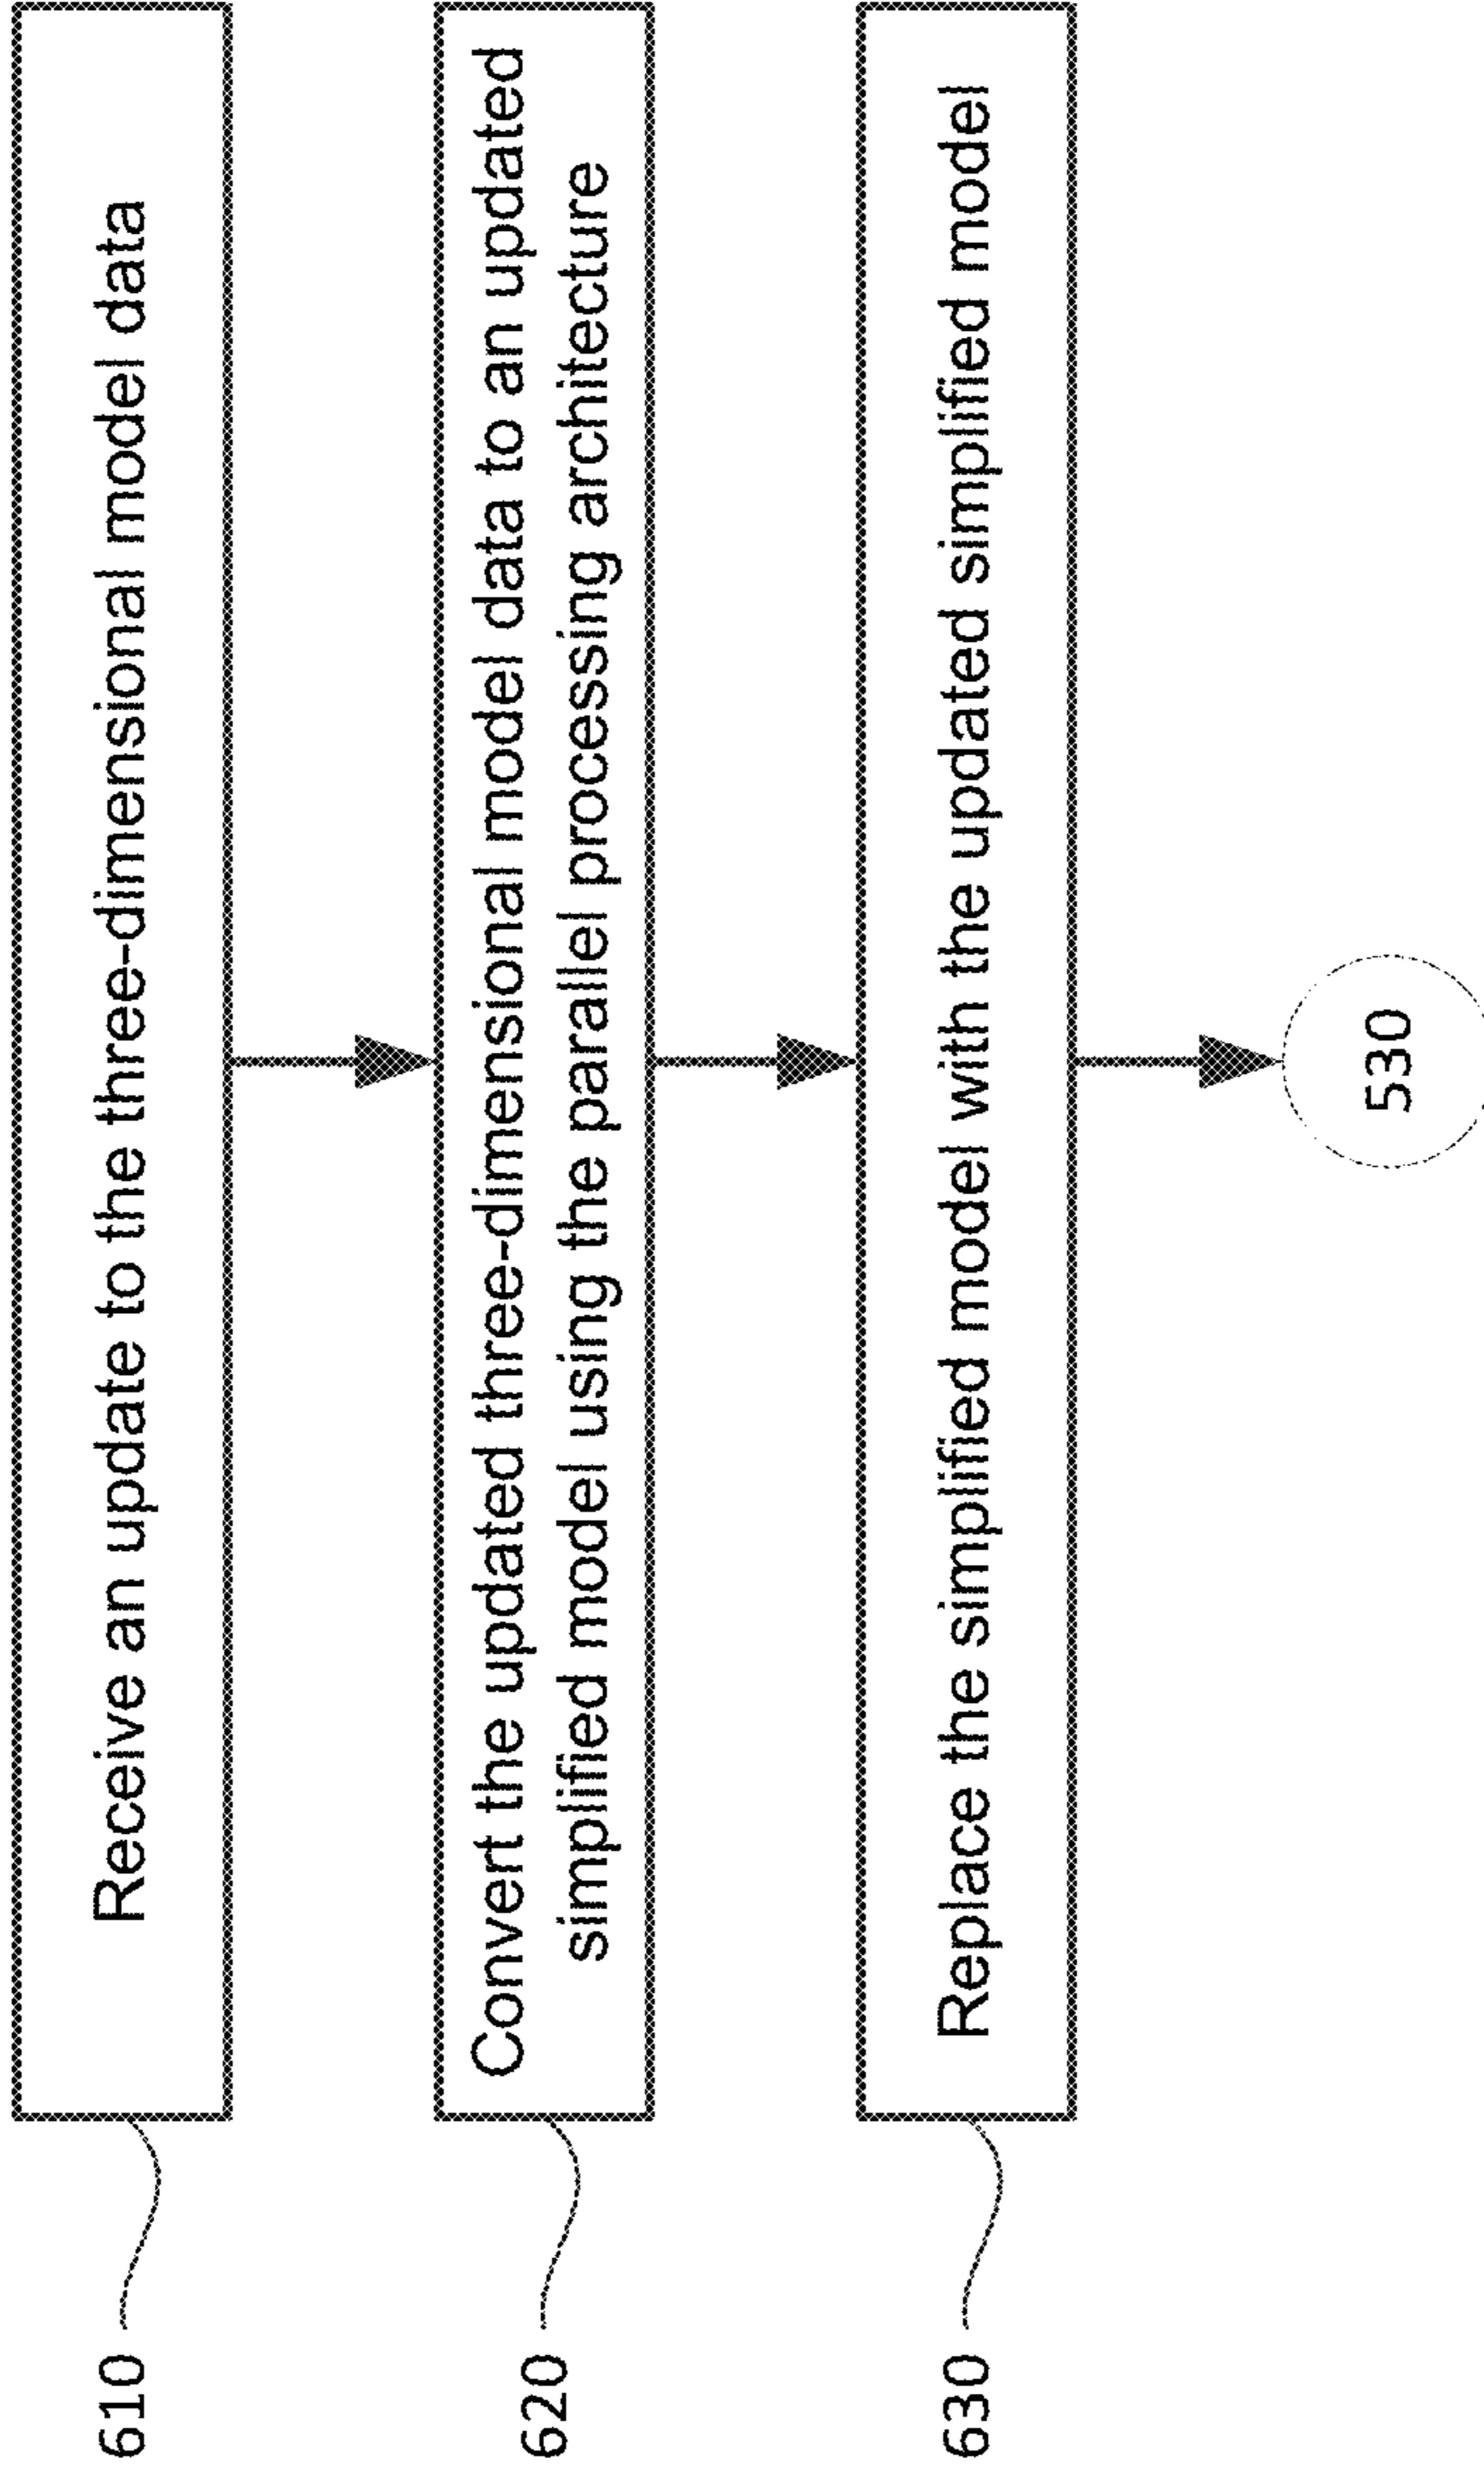 610
Receive an update to the three-dimensional model data
620
Convert the updated three-dimensional model data to an updated
simplified model using the parallel processing architecture
630
Replace the simplified model with the updated simplified model
530